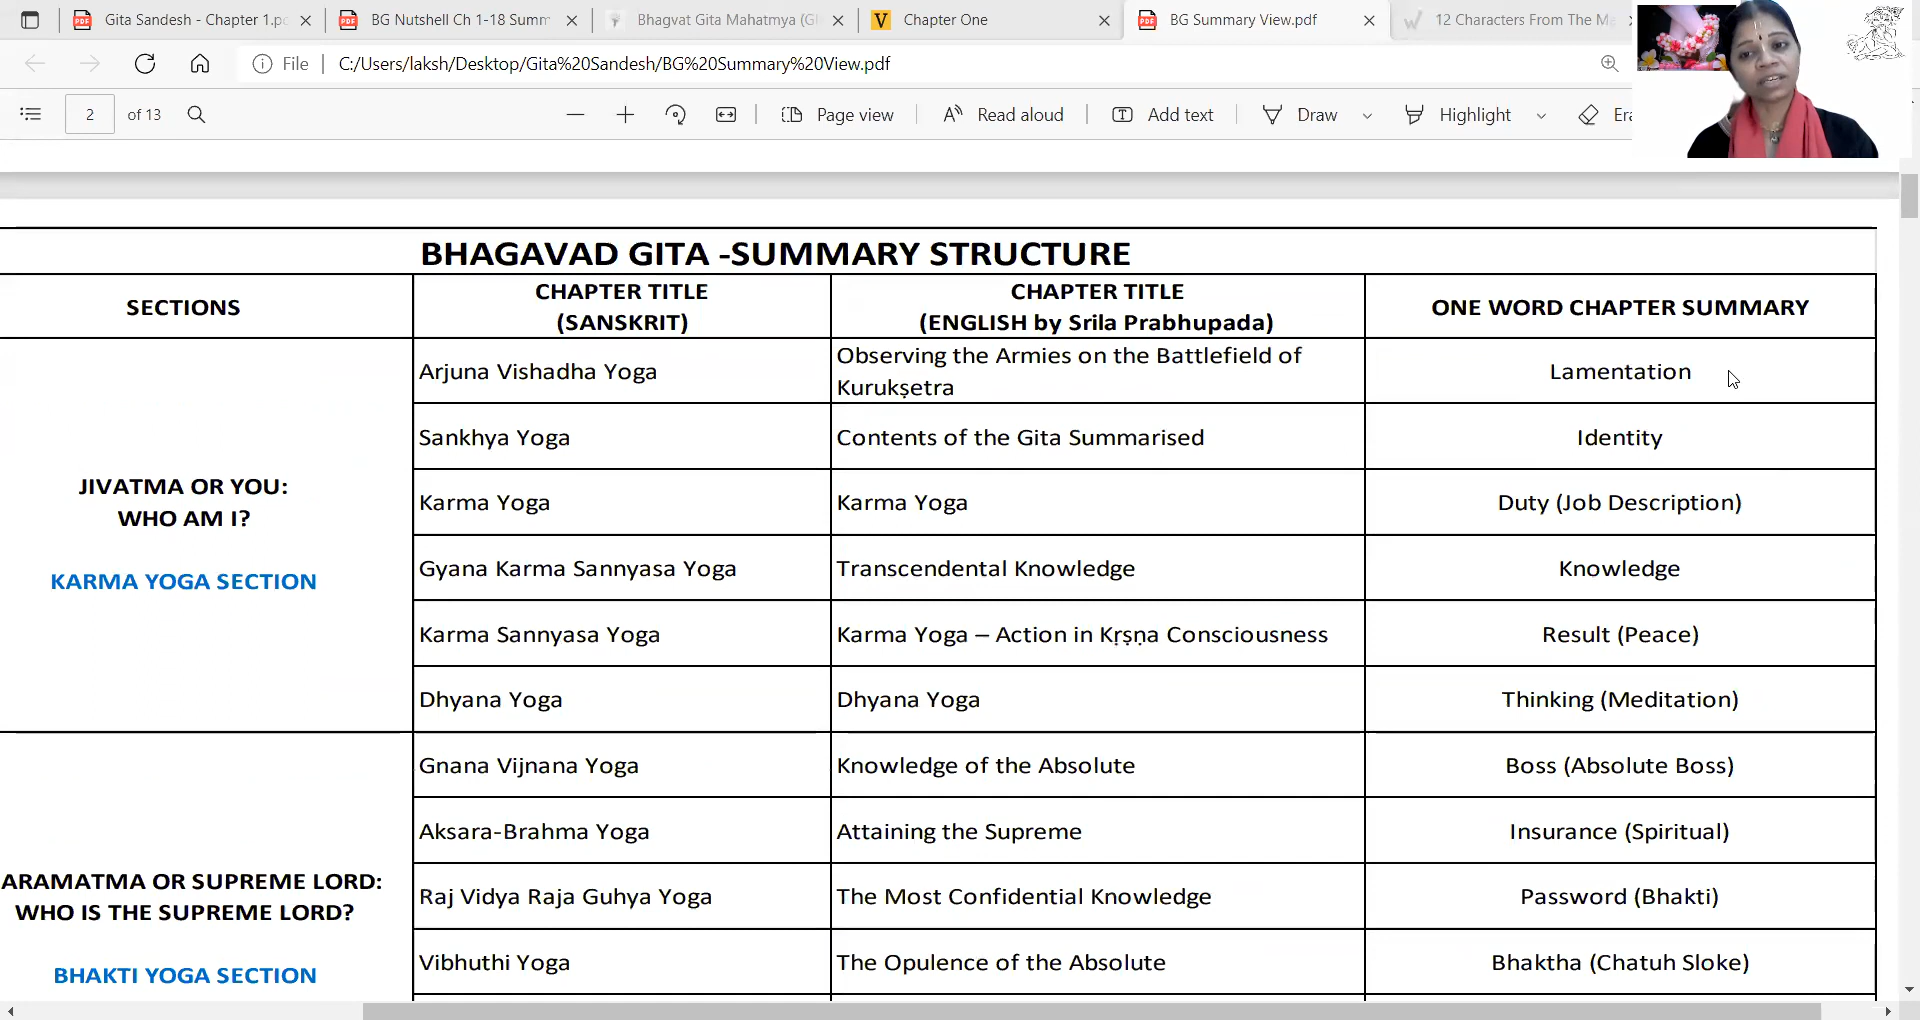 Gita Sandesh - Chapter 1.p
BG Nutshell Ch 1-18 Summ
Bhagvat Gita Mahatmya (Gl
Chapter One
BG Summary View.pdf
12 Characters From The Ma
File
C:/Users/laksh/Desktop/Gita%20Sandesh/BG%20Summary%20View.pdf
2 of 13
Page view
Read aloud
Add text
Draw
Highlight
Era
BHAGAVAD GITA -SUMMARY STRUCTURE
SECTIONS
CHAPTER TITLE
(SANSKRIT)
CHAPTER TITLE
(ENGLISH by Srila Prabhupada)
ONE WORD CHAPTER SUMMARY
JIVATMA OR YOU:
WHO AM I?
KARMA YOGA SECTION
Arjuna Vishadha Yoga
Observing the Armies on the Battlefield of
Kurukṣetra
Lamentation
Sankhya Yoga
Contents of the Gita Summarised
Identity
Karma Yoga
Karma Yoga
Duty (Job Description)
Gyana Karma Sannyasa Yoga
Transcendental Knowledge
Knowledge
Karma Sannyasa Yoga
Karma Yoga – Action in Kṛṣṇa Consciousness
Result (Peace)
Dhyana Yoga
Dhyana Yoga
Thinking (Meditation)
ARAMATMA OR SUPREME LORD:
WHO IS THE SUPREME LORD?
BHAKTI YOGA SECTION
Gnana Vijnana Yoga
Knowledge of the Absolute
Boss (Absolute Boss)
Aksara-Brahma Yoga
Attaining the Supreme
Insurance (Spiritual)
Raj Vidya Raja Guhya Yoga
The Most Confidential Knowledge
Password (Bhakti)
Vibhuthi Yoga
The Opulence of the Absolute
Bhaktha (Chatuh Sloke)